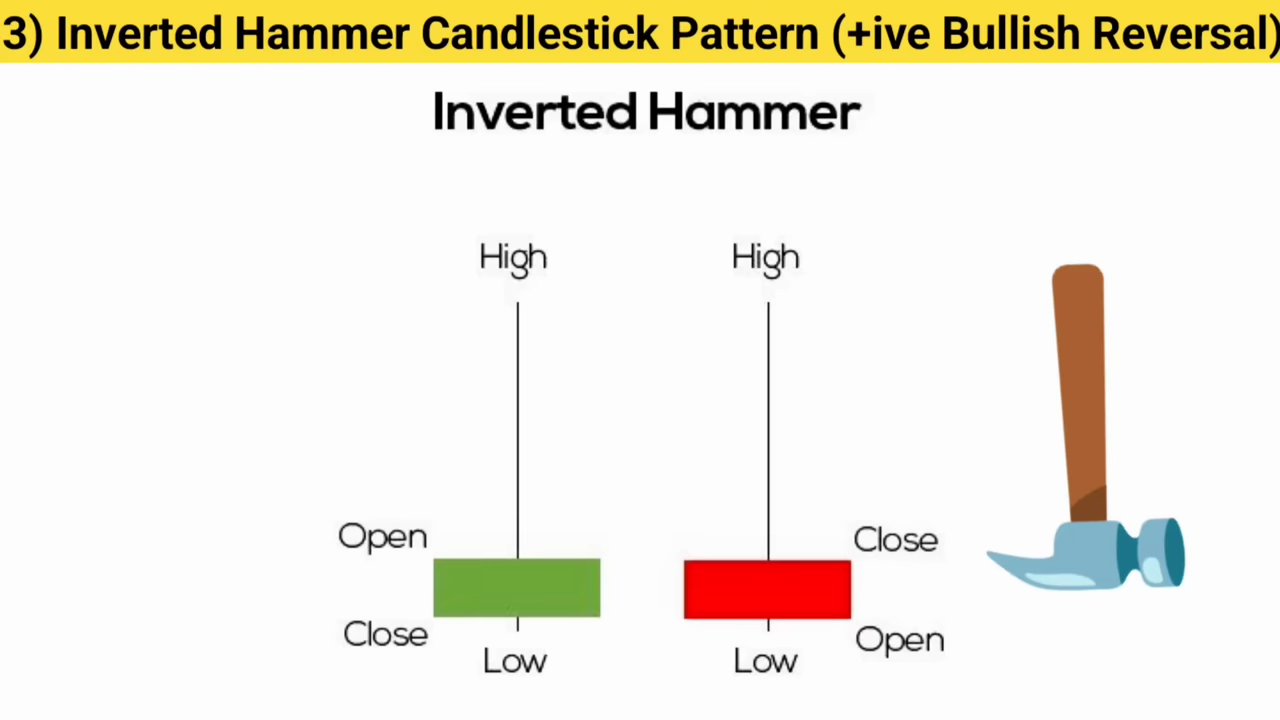 3) Inverted Hammer Candlestick Pattern (+ive Bullish Reversal)
Inverted Hammer
High High
Open Close
Close Open
Low Low